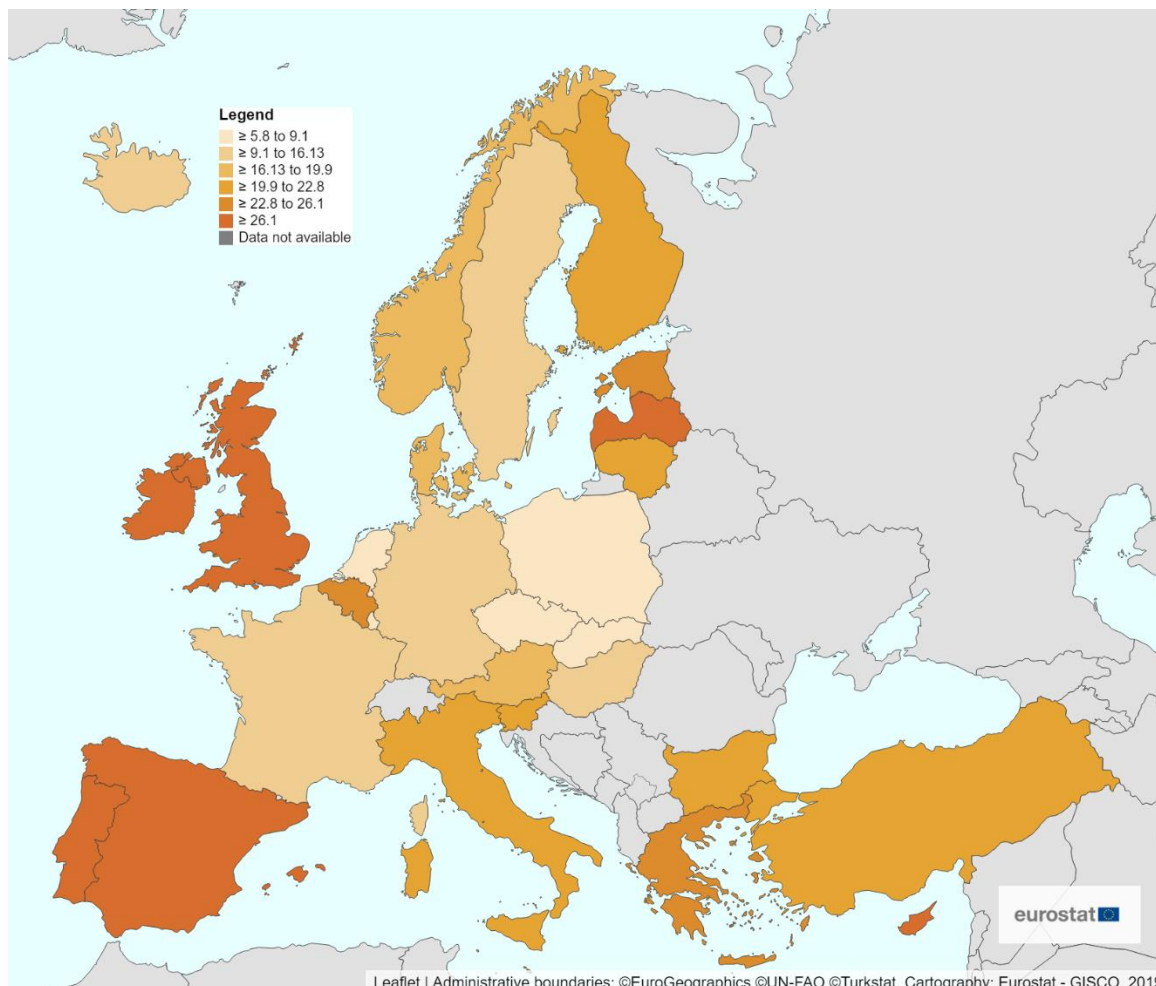 Legend
≥ 5.8 to 9.1
≥ 9.1 to 16.13
≥ 16.13 to 19.9
≥ 19.9 to 22.8
≥ 22.8 to 26.1
≥ 26.1
Data not available
eurostat
Leaflet | Administrative boundaries: ©EuroGeographics ©UN-FAO ©Turkstat, Cartography: Eurostat - GISCO, 2019